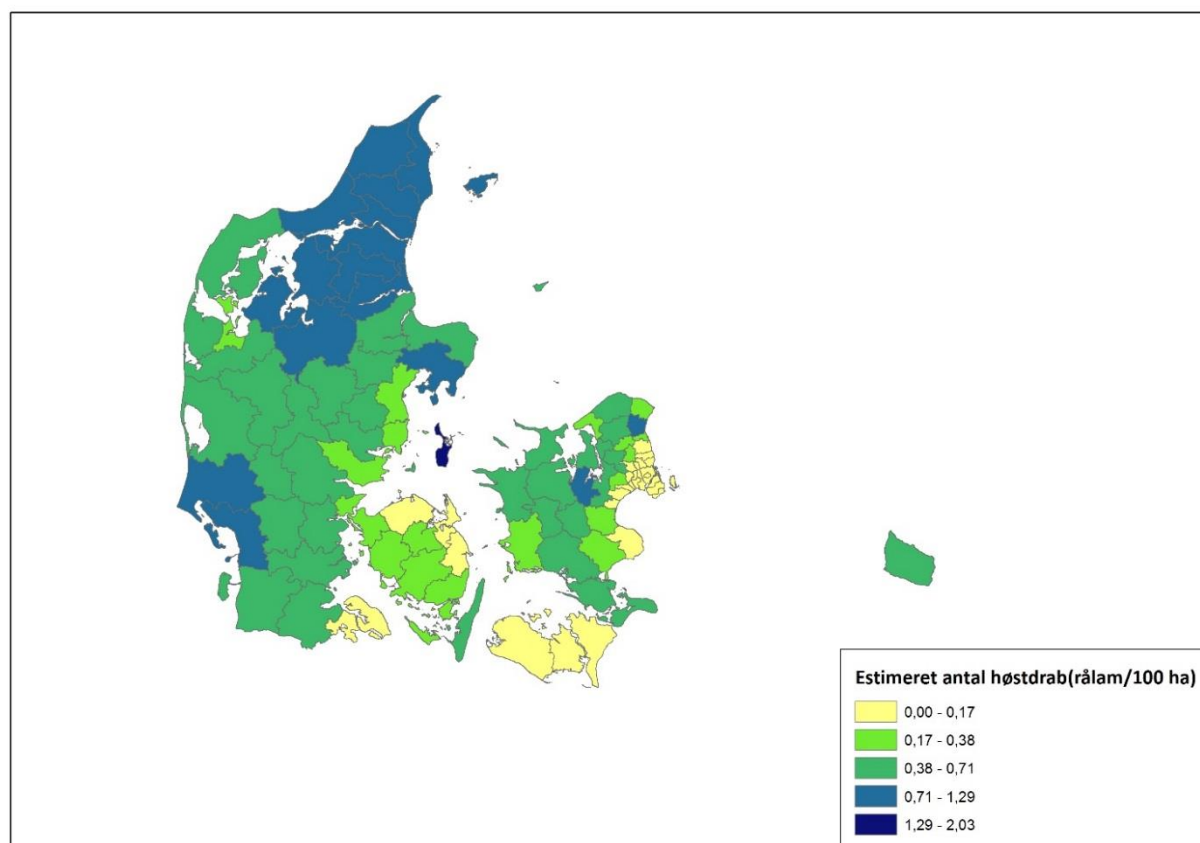 Estimeret antal høstdrab(rålam/100 ha)
0,00 - 0,17
0,17 - 0,38
0,38 - 0,71
0,71 - 1,29
1,29 - 2,03